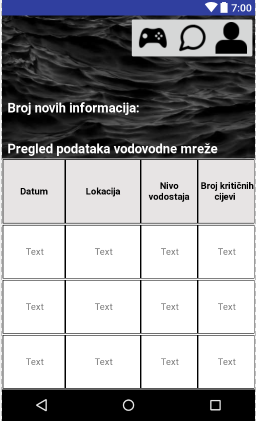 7:00
Broj novih informacija:
Pregled podataka vodovodne mreže
Datum Lokacija Nivo vodostaja Broj kritičnih cijevi
Text Text Text Text
Text Text Text Text
Text Text Text Text